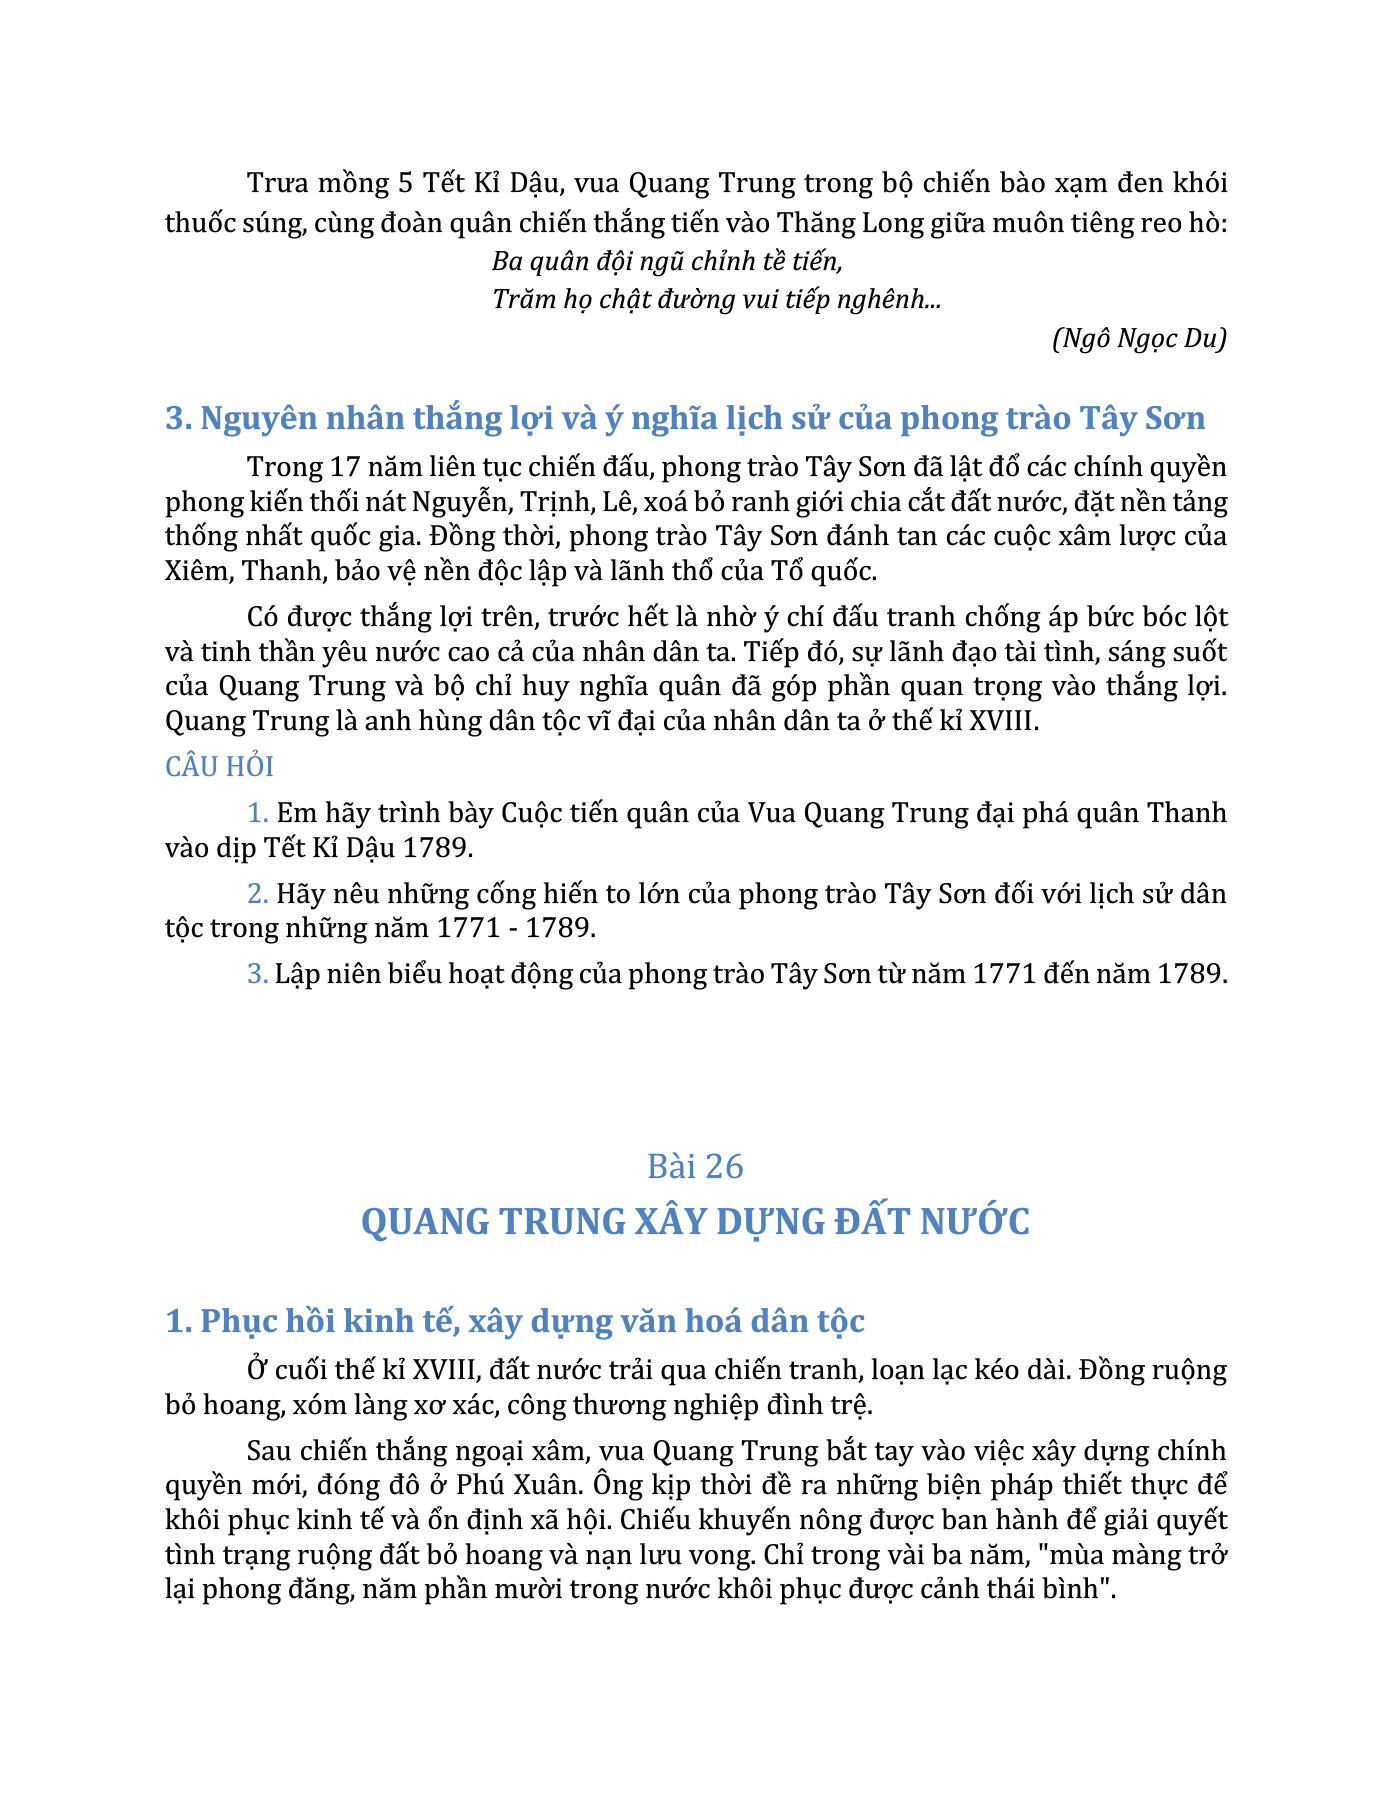 Trưa mồng 5 Tết Kỉ Dậu, vua Quang Trung trong bộ chiến bào xạm đen khói
thuốc súng, cùng đoàn quân chiến thắng tiến vào Thăng Long giữa muôn tiêng reo hò:
Ba quân đội ngũ chỉnh tề tiến,
Trăm họ chật đường vui tiếp nghênh...
(Ngô Ngọc Du)
3. Nguyên nhân thắng lợi và ý nghĩa lịch sử của phong trào Tây Sơn
Trong 17 năm liên tục chiến đấu, phong trào Tây Sơn đã lật đổ các chính quyền
phong kiến thối nát Nguyễn, Trịnh, Lê, xoá bỏ ranh giới chia cắt đất nước, đặt nền tảng
thống nhất quốc gia. Đồng thời, phong trào Tây Sơn đánh tan các cuộc xâm lược của
Xiêm, Thanh, bảo vệ nền độc lập và lãnh thổ của Tổ quốc.
Có được thắng lợi trên, trước hết là nhờ ý chí đấu tranh chống áp bức bóc lột
và tinh thần yêu nước cao cả của nhân dân ta. Tiếp đó, sự lãnh đạo tài tình, sáng suốt
của Quang Trung và bộ chỉ huy nghĩa quân đã góp phần quan trọng vào thắng lợi.
Quang Trung là anh hùng dân tộc vĩ đại của nhân dân ta ở thế kỉ XVIII.
CÂU HỎI
1. Em hãy trình bày Cuộc tiến quân của Vua Quang Trung đại phá quân Thanh
vào dịp Tết Kỉ Dậu 1789.
2. Hãy nêu những cống hiến to lớn của phong trào Tây Sơn đối với lịch sử dân
tộc trong những năm 1771 - 1789.
3. Lập niên biểu hoạt động của phong trào Tây Sơn từ năm 1771 đến năm 1789.
Bài 26
QUANG TRUNG XÂY DỰNG ĐẤT NƯỚC
1. Phục hồi kinh tế, xây dựng văn hoá dân tộc
Ở cuối thế kỉ XVIII, đất nước trải qua chiến tranh, loạn lạc kéo dài. Đồng ruộng
bỏ hoang, xóm làng xơ xác, công thương nghiệp đình trệ.
Sau chiến thắng ngoại xâm, vua Quang Trung bắt tay vào việc xây dựng chính
quyền mới, đóng đô ở Phú Xuân. Ông kịp thời đề ra những biện pháp thiết thực để
khôi phục kinh tế và ổn định xã hội. Chiếu khuyến nông được ban hành để giải quyết
tình trạng ruộng đất bỏ hoang và nạn lưu vong. Chỉ trong vài ba năm, "mùa màng trở
lại phong đăng, năm phần mười trong nước khôi phục được cảnh thái bình".